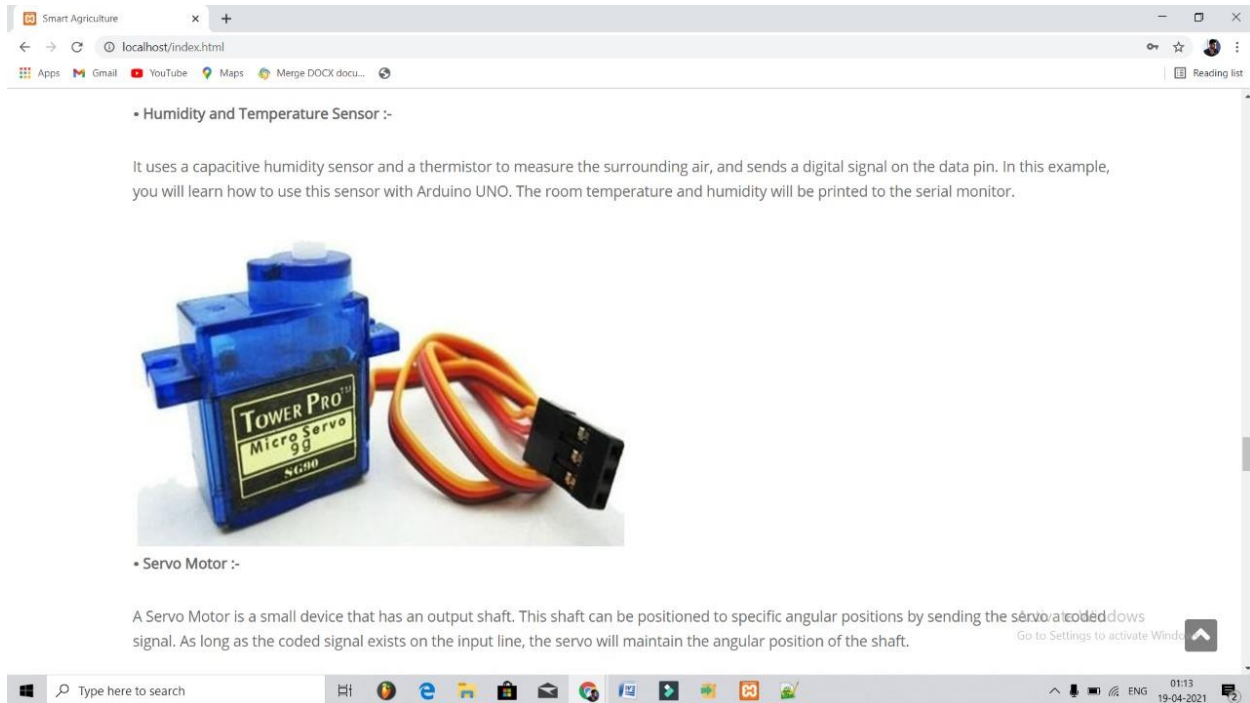 Smart Agriculture
localhost/index.html
Apps Gmail YouTube Maps Merge DOCX docu... Reading list
• Humidity and Temperature Sensor :-
It uses a capacitive humidity sensor and a thermistor to measure the surrounding air, and sends a digital signal on the data pin. In this example,
you will learn how to use this sensor with Arduino UNO. The room temperature and humidity will be printed to the serial monitor.
TOWER PRO™
Micro Servo
9g
SG90
• Servo Motor :-
A Servo Motor is a small device that has an output shaft. This shaft can be positioned to specific angular positions by sending the servo a coded
signal. As long as the coded signal exists on the input line, the servo will maintain the angular position of the shaft.
Activate Windows
Go to Settings to activate Windo
Type here to search
ENG
01:13
19-04-2021
2